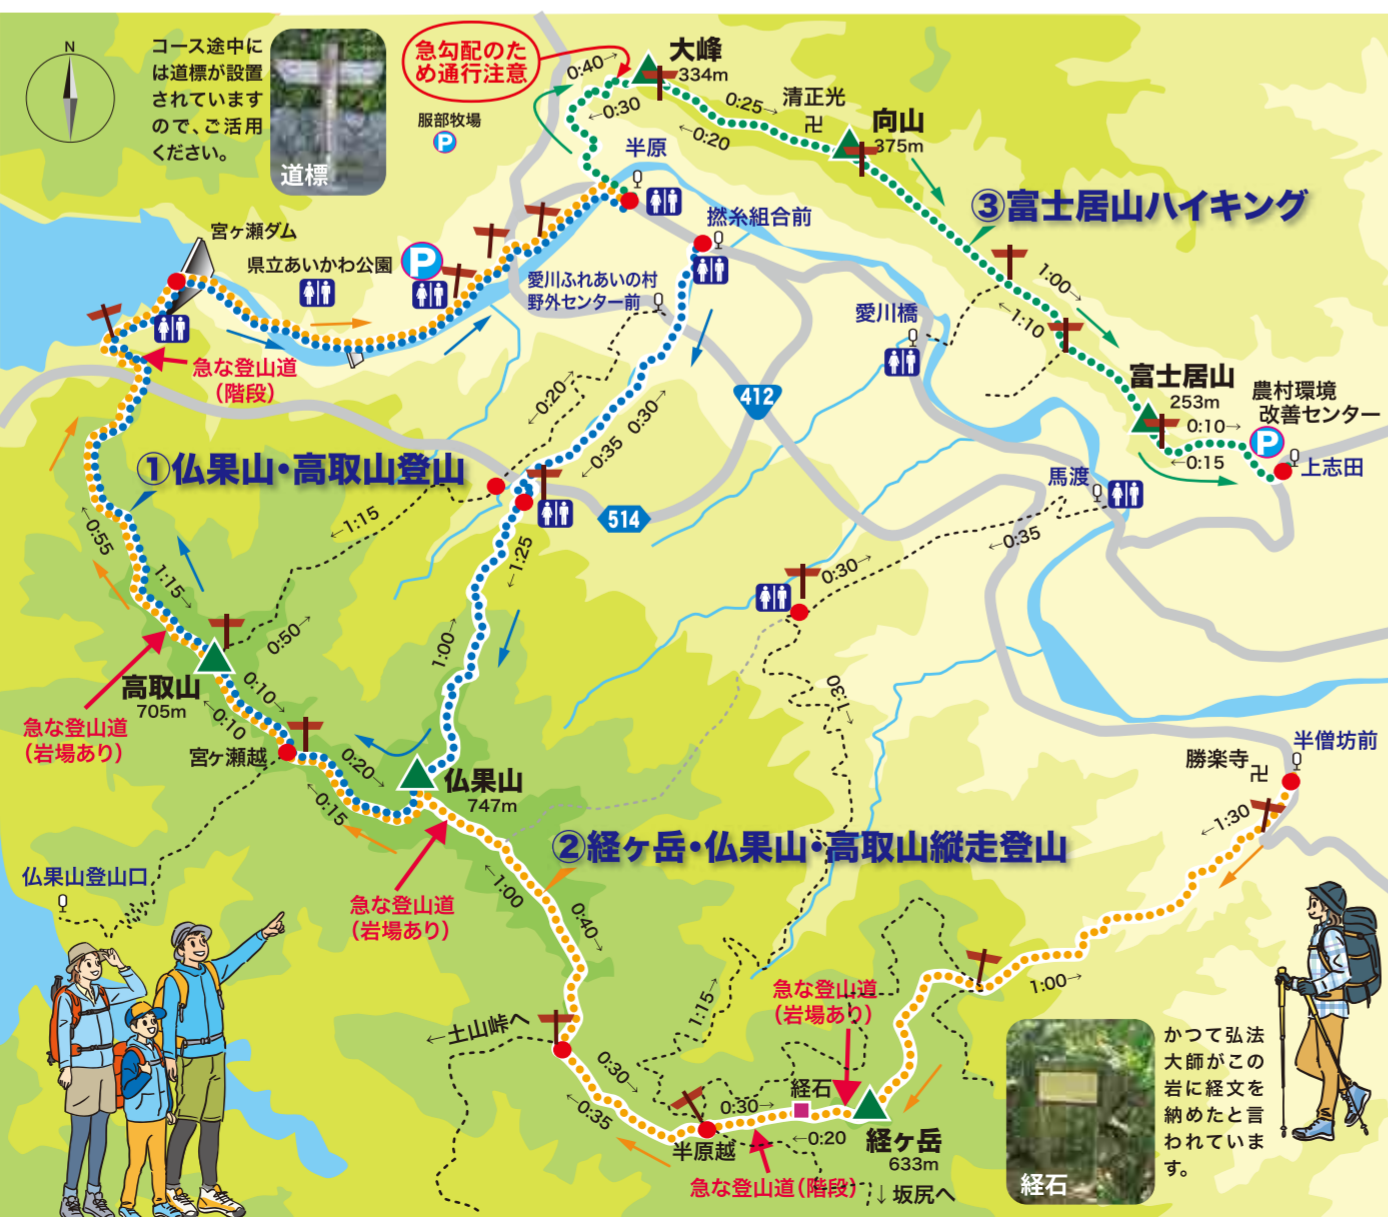 N
コース途中に
は道標が設置
されています
ので、ご活用
ください。
道標
急勾配のた
め通行注意
服部牧場
P
0:40→
←0:30
大峰
334m
0:25→
←0:20
清正光
卍
向山
375m
③富士居山ハイキング
半原
撚糸組合前
宮ヶ瀬ダム
県立あいかわ公園
P
愛川ふれあいの村
野外センター前
愛川橋
1:00→
←1:10
富士居山
253m
農村環境
改善センター
P
0:10→
←0:15
上志田
急な登山道
(階段)
←0:20→
0:30→
←0:35
412
①仏果山・高取山登山
514
馬渡
←0:35
0:30→
←1:15
←0:55
1:15→
←1:25
1:00→
0:50→
高取山
705m
0:10→
←0:10
急な登山道
(岩場あり)
宮ヶ瀬越
0:20→
←0:15
仏果山
747m
1:30→
半僧坊前
勝楽寺
卍
←1:30
②経ヶ岳・仏果山・高取山縦走登山
仏果山登山口
急な登山道
(岩場あり)
←1:00
0:40→
1:00→
1:15→
急な登山道
(岩場あり)
←土山峠へ
0:30→
←0:35
経石
0:30→
←0:20
半原越
経ヶ岳
633m
急な登山道(階段)
↓坂尻へ
かつて弘法
大師がこの
岩に経文を
納めたと言
われていま
す。
経石